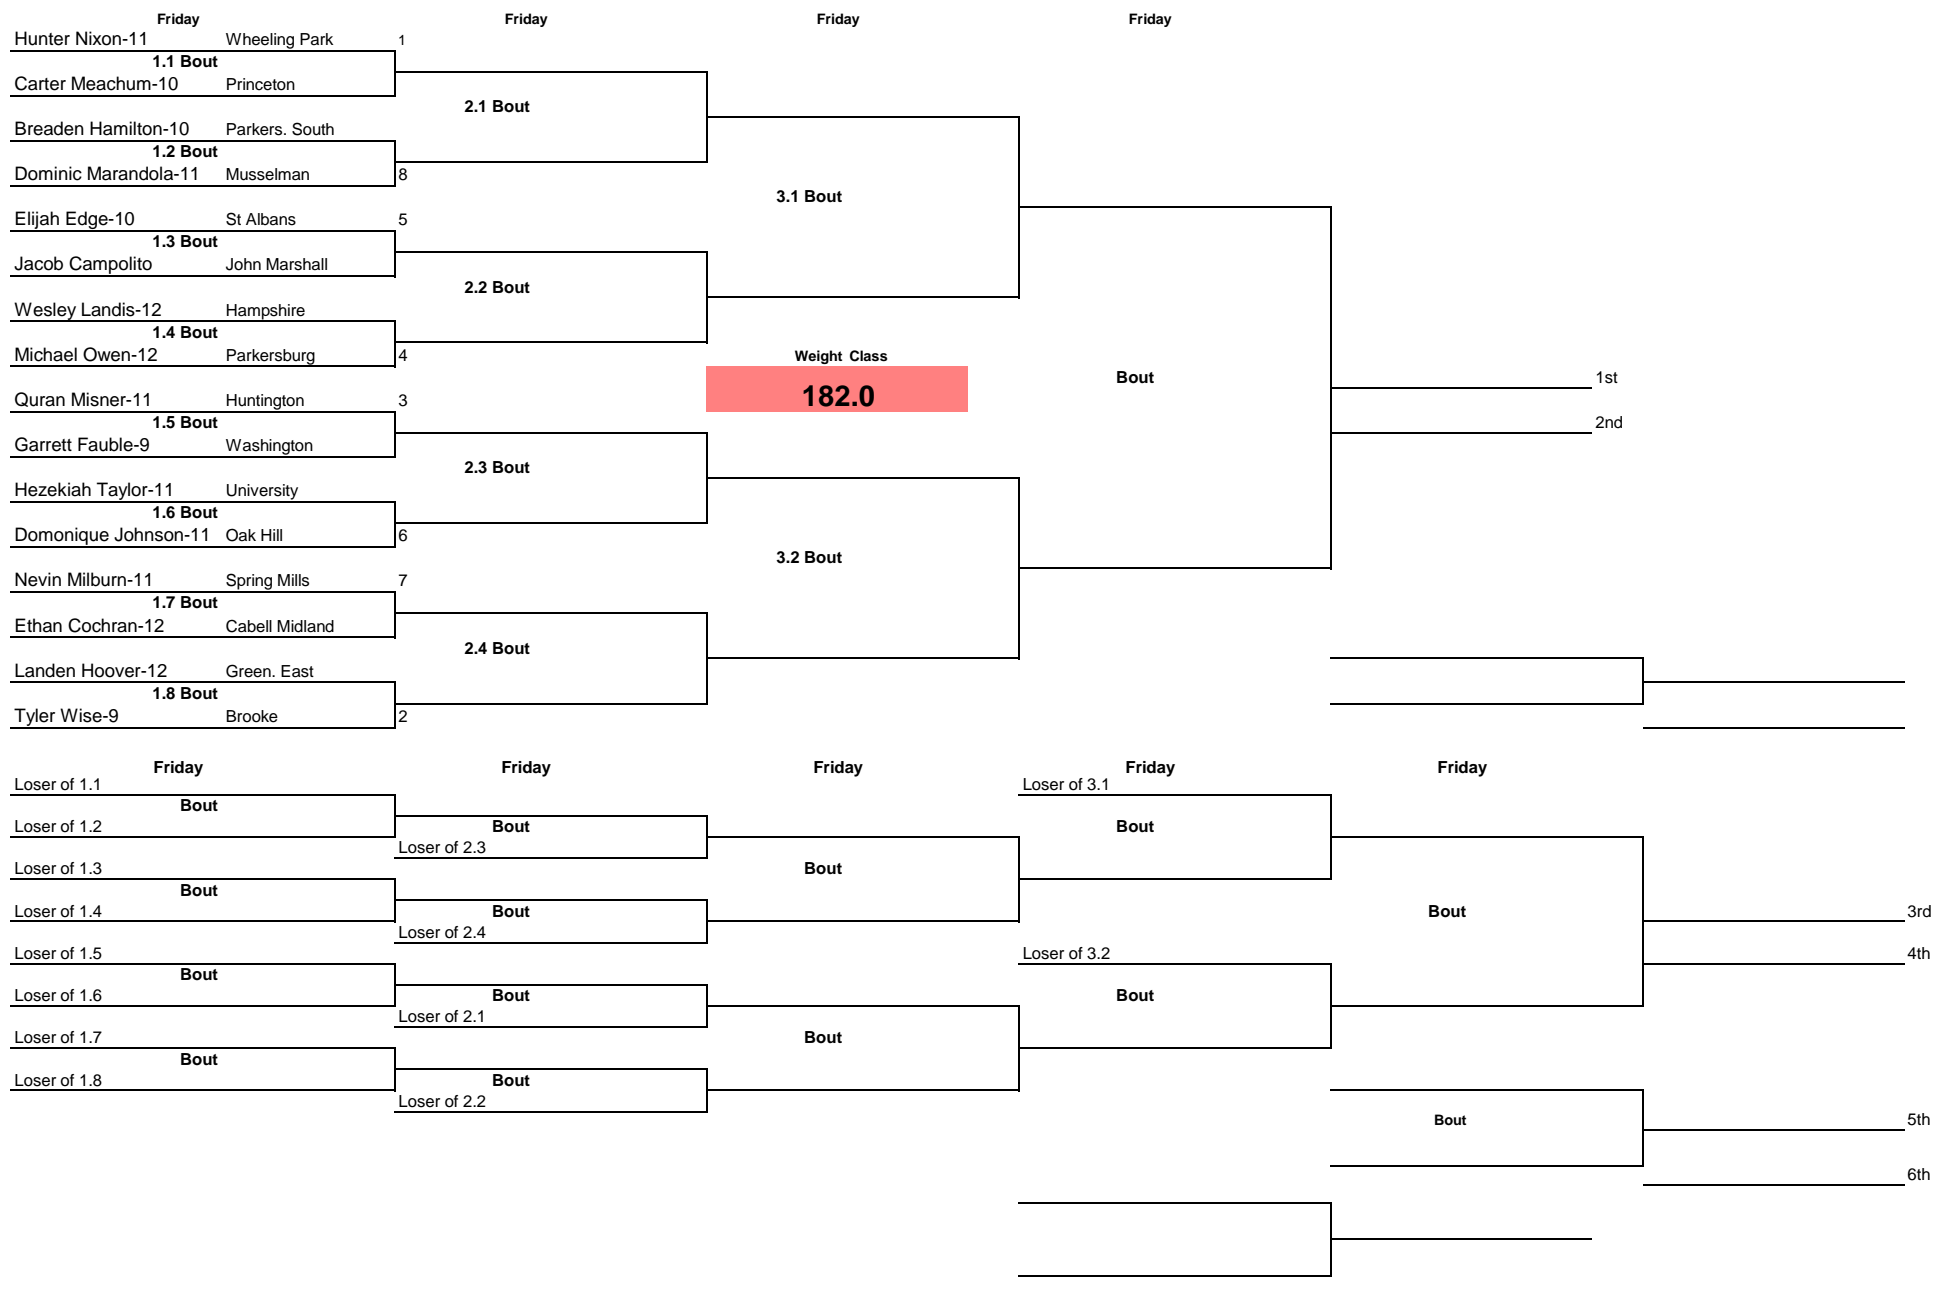 Friday Friday Friday Friday
Hunter Nixon-11 Wheeling Park 1
1.1 Bout
Carter Meachum-10 Princeton
2.1 Bout
Breaden Hamilton-10 Parkers. South
1.2 Bout
Dominic Marandola-11 Musselman 8
3.1 Bout
Elijah Edge-10 St Albans 5
1.3 Bout
Jacob Campolito John Marshall
2.2 Bout
Wesley Landis-12 Hampshire
1.4 Bout
Michael Owen-12 Parkersburg 4
Weight Class
Bout 1st
182.0
Quran Misner-11 Huntington 3
1.5 Bout 2nd
Garrett Fauble-9 Washington
2.3 Bout
Hezekiah Taylor-11 University
1.6 Bout
Domonique Johnson-11 Oak Hill 6
3.2 Bout
Nevin Milburn-11 Spring Mills 7
1.7 Bout
Ethan Cochran-12 Cabell Midland
2.4 Bout
Landen Hoover-12 Green. East
1.8 Bout
Tyler Wise-9 Brooke 2
Friday Friday Friday Friday Friday
Loser of 1.1 Loser of 3.1
Bout
Loser of 1.2 Bout Bout
Loser of 2.3
Loser of 1.3 Bout
Bout
Loser of 1.4 Bout Bout 3rd
Loser of 2.4
Loser of 1.5 Loser of 3.2 4th
Bout
Loser of 1.6 Bout Bout
Loser of 2.1
Loser of 1.7 Bout
Bout
Loser of 1.8 Bout
Loser of 2.2
Bout 5th
6th